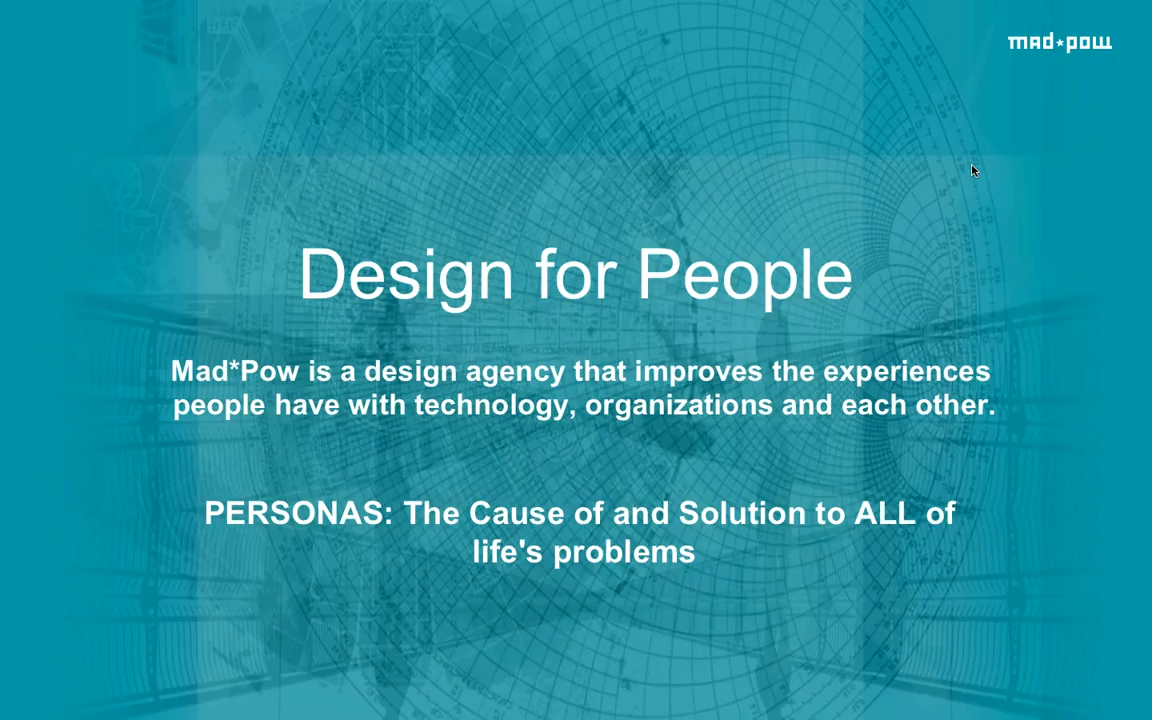 mad★pow
Design for People
Mad*Pow is a design agency that improves the experiences
people have with technology, organizations and each other.
PERSONAS: The Cause of and Solution to ALL of
life's problems